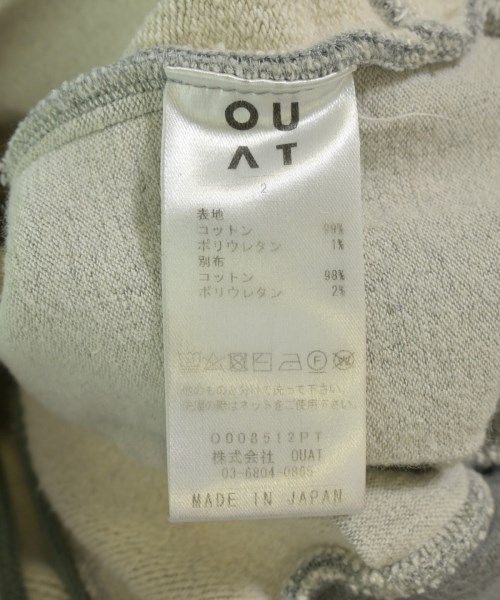 OU
AT
2
表地
コットン 99%
ポリウレタン 1%
別布
コットン 98%
ポリウレタン 2%
他のものと分けて洗って下さい。
洗濯の際はネットをご使用下さい。
O008512PT
株式会社 OUAT
03-6804-0865
MADE IN JAPAN